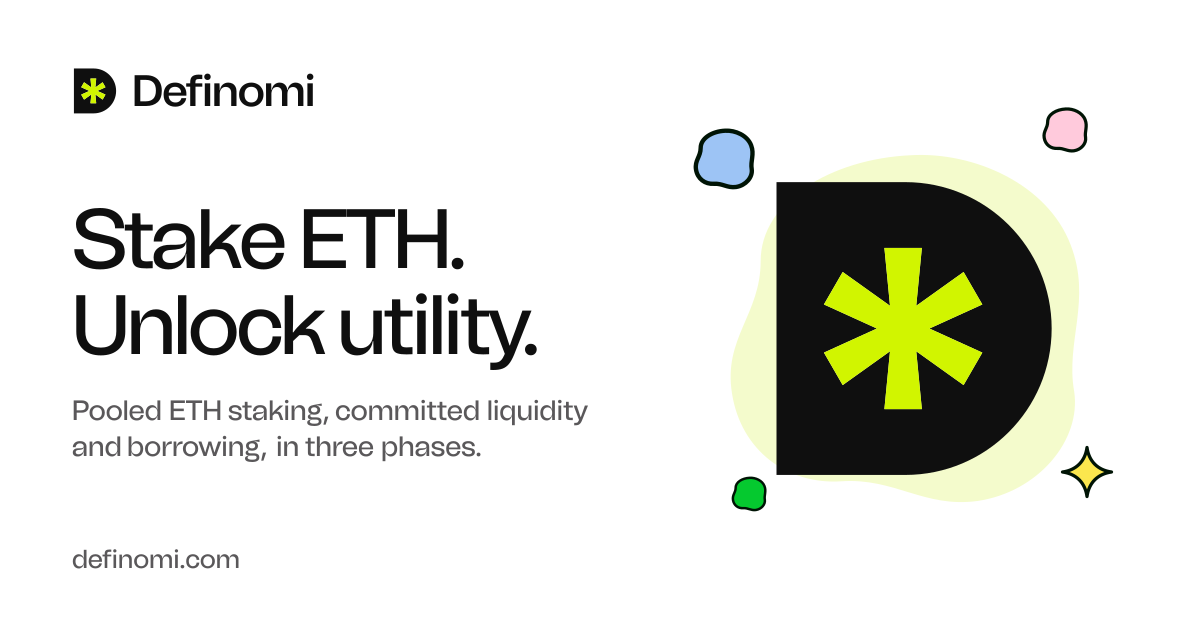 Definomi
Stake ETH.
Unlock utility.
Pooled ETH staking, committed liquidity
and borrowing, in three phases.
definomi.com